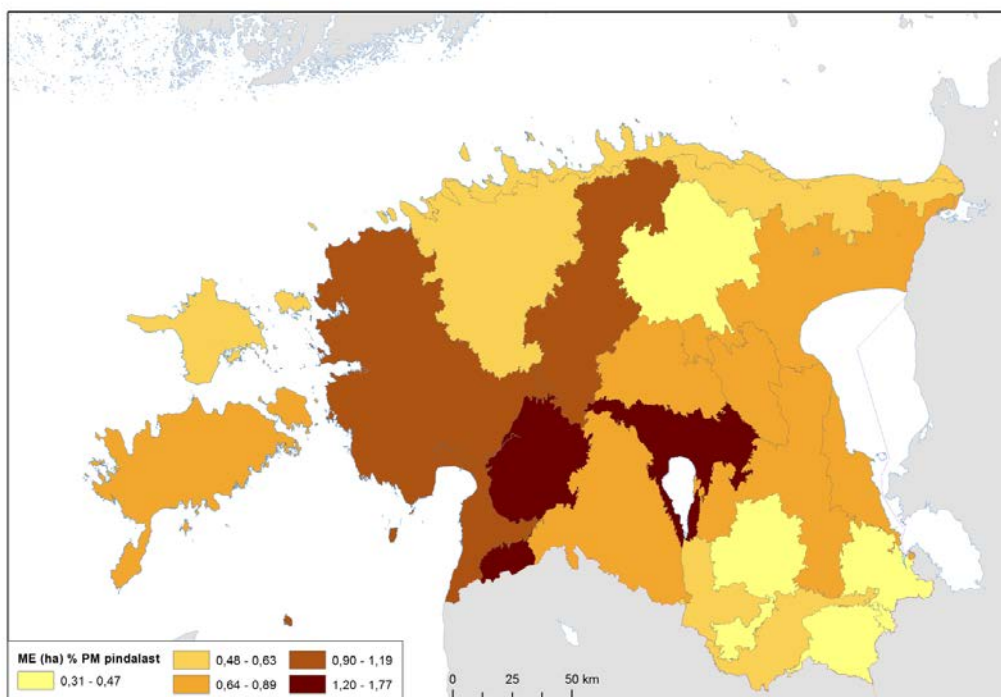 ME (ha) % PM pindalast
0,31 - 0,47
0,48 - 0,63
0,64 - 0,89
0,90 - 1,19
1,20 - 1,77
0 25 50 km